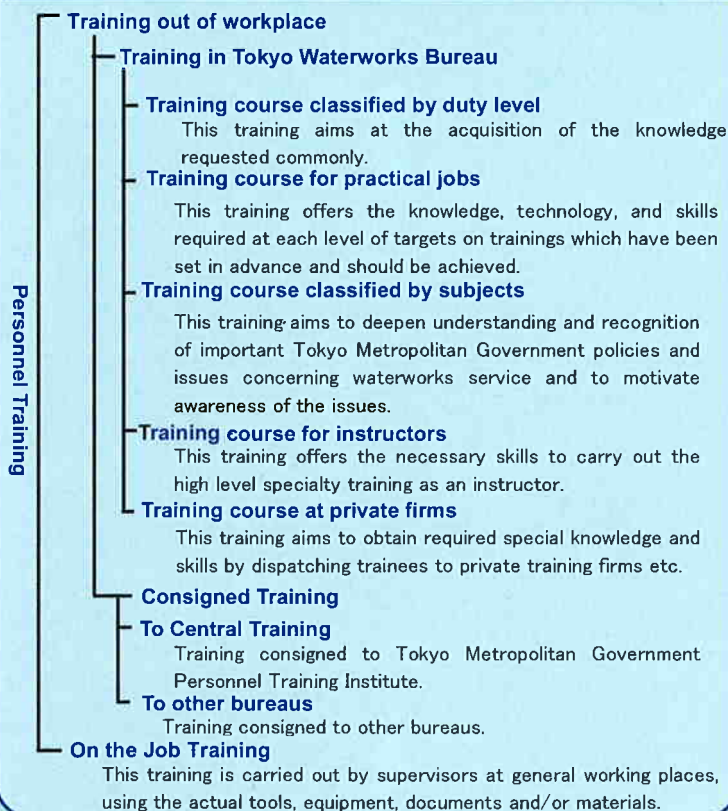 Personnel Training
Training out of workplace
Training in Tokyo Waterworks Bureau
Training course classified by duty level
This training aims at the acquisition of the knowledge
requested commonly.
Training course for practical jobs
This training offers the knowledge, technology, and skills
required at each level of targets on trainings which have been
set in advance and should be achieved.
Training course classified by subjects
This training aims to deepen understanding and recognition
of important Tokyo Metropolitan Government policies and
issues concerning waterworks service and to motivate
awareness of the issues.
Training course for instructors
This training offers the necessary skills to carry out the
high level specialty training as an instructor.
Training course at private firms
This training aims to obtain required special knowledge and
skills by dispatching trainees to private training firms etc.
Consigned Training
To Central Training
Training consigned to Tokyo Metropolitan Government
Personnel Training Institute.
To other bureaus
Training consigned to other bureaus.
On the Job Training
This training is carried out by supervisors at general working places,
using the actual tools, equipment, documents and/or materials.